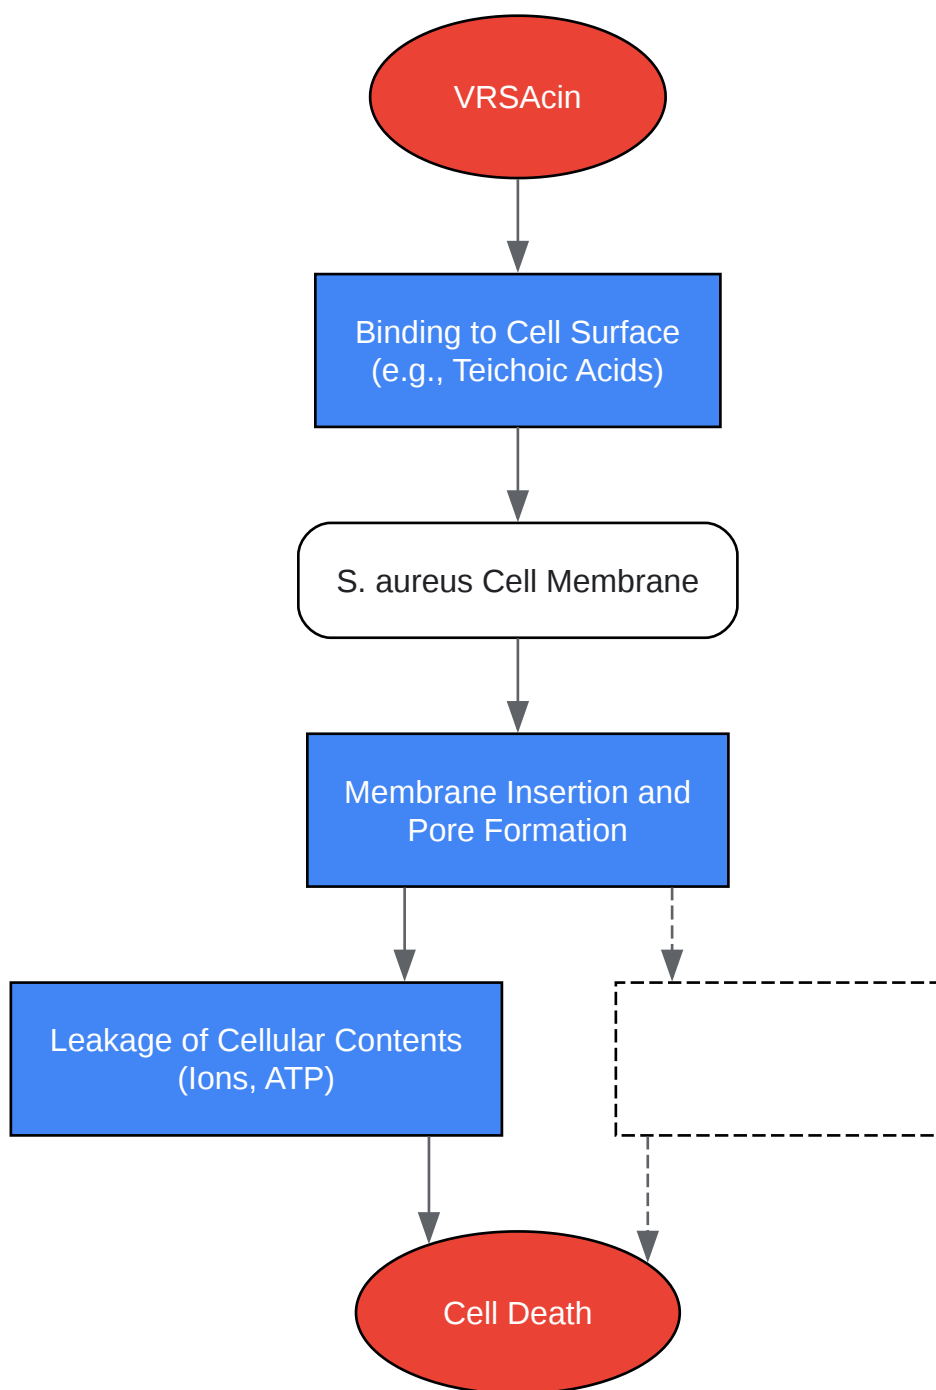 VRSAcin
Binding to Cell Surface
(e.g., Teichoic Acids)
S. aureus Cell Membrane
Membrane Insertion and
Pore Formation
Leakage of Cellular Contents
(Ions, ATP)
Cell Death